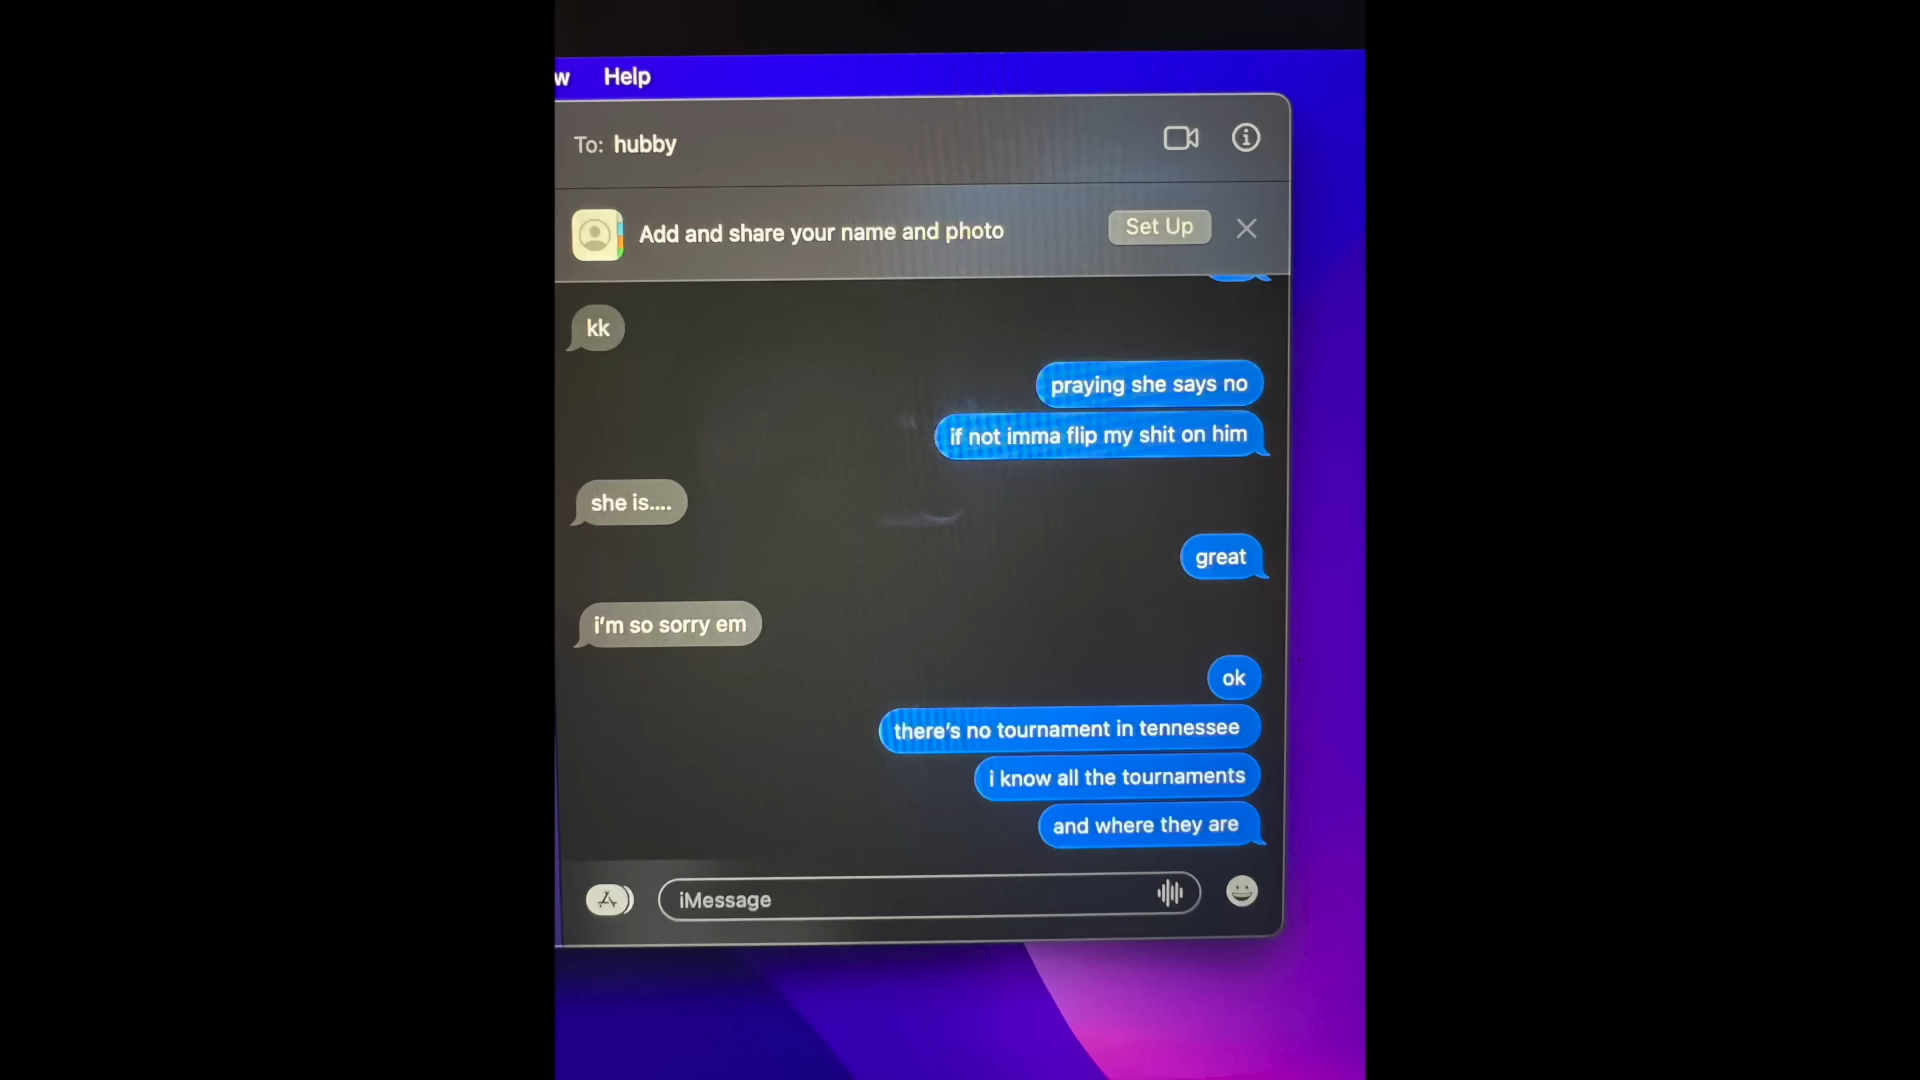 w Help
To: hubby
Add and share your name and photo Set Up
kk
praying she says no
if not imma flip my shit on him
she is....
great
i'm so sorry em
ok
there's no tournament in tennessee
i know all the tournaments
and where they are
iMessage